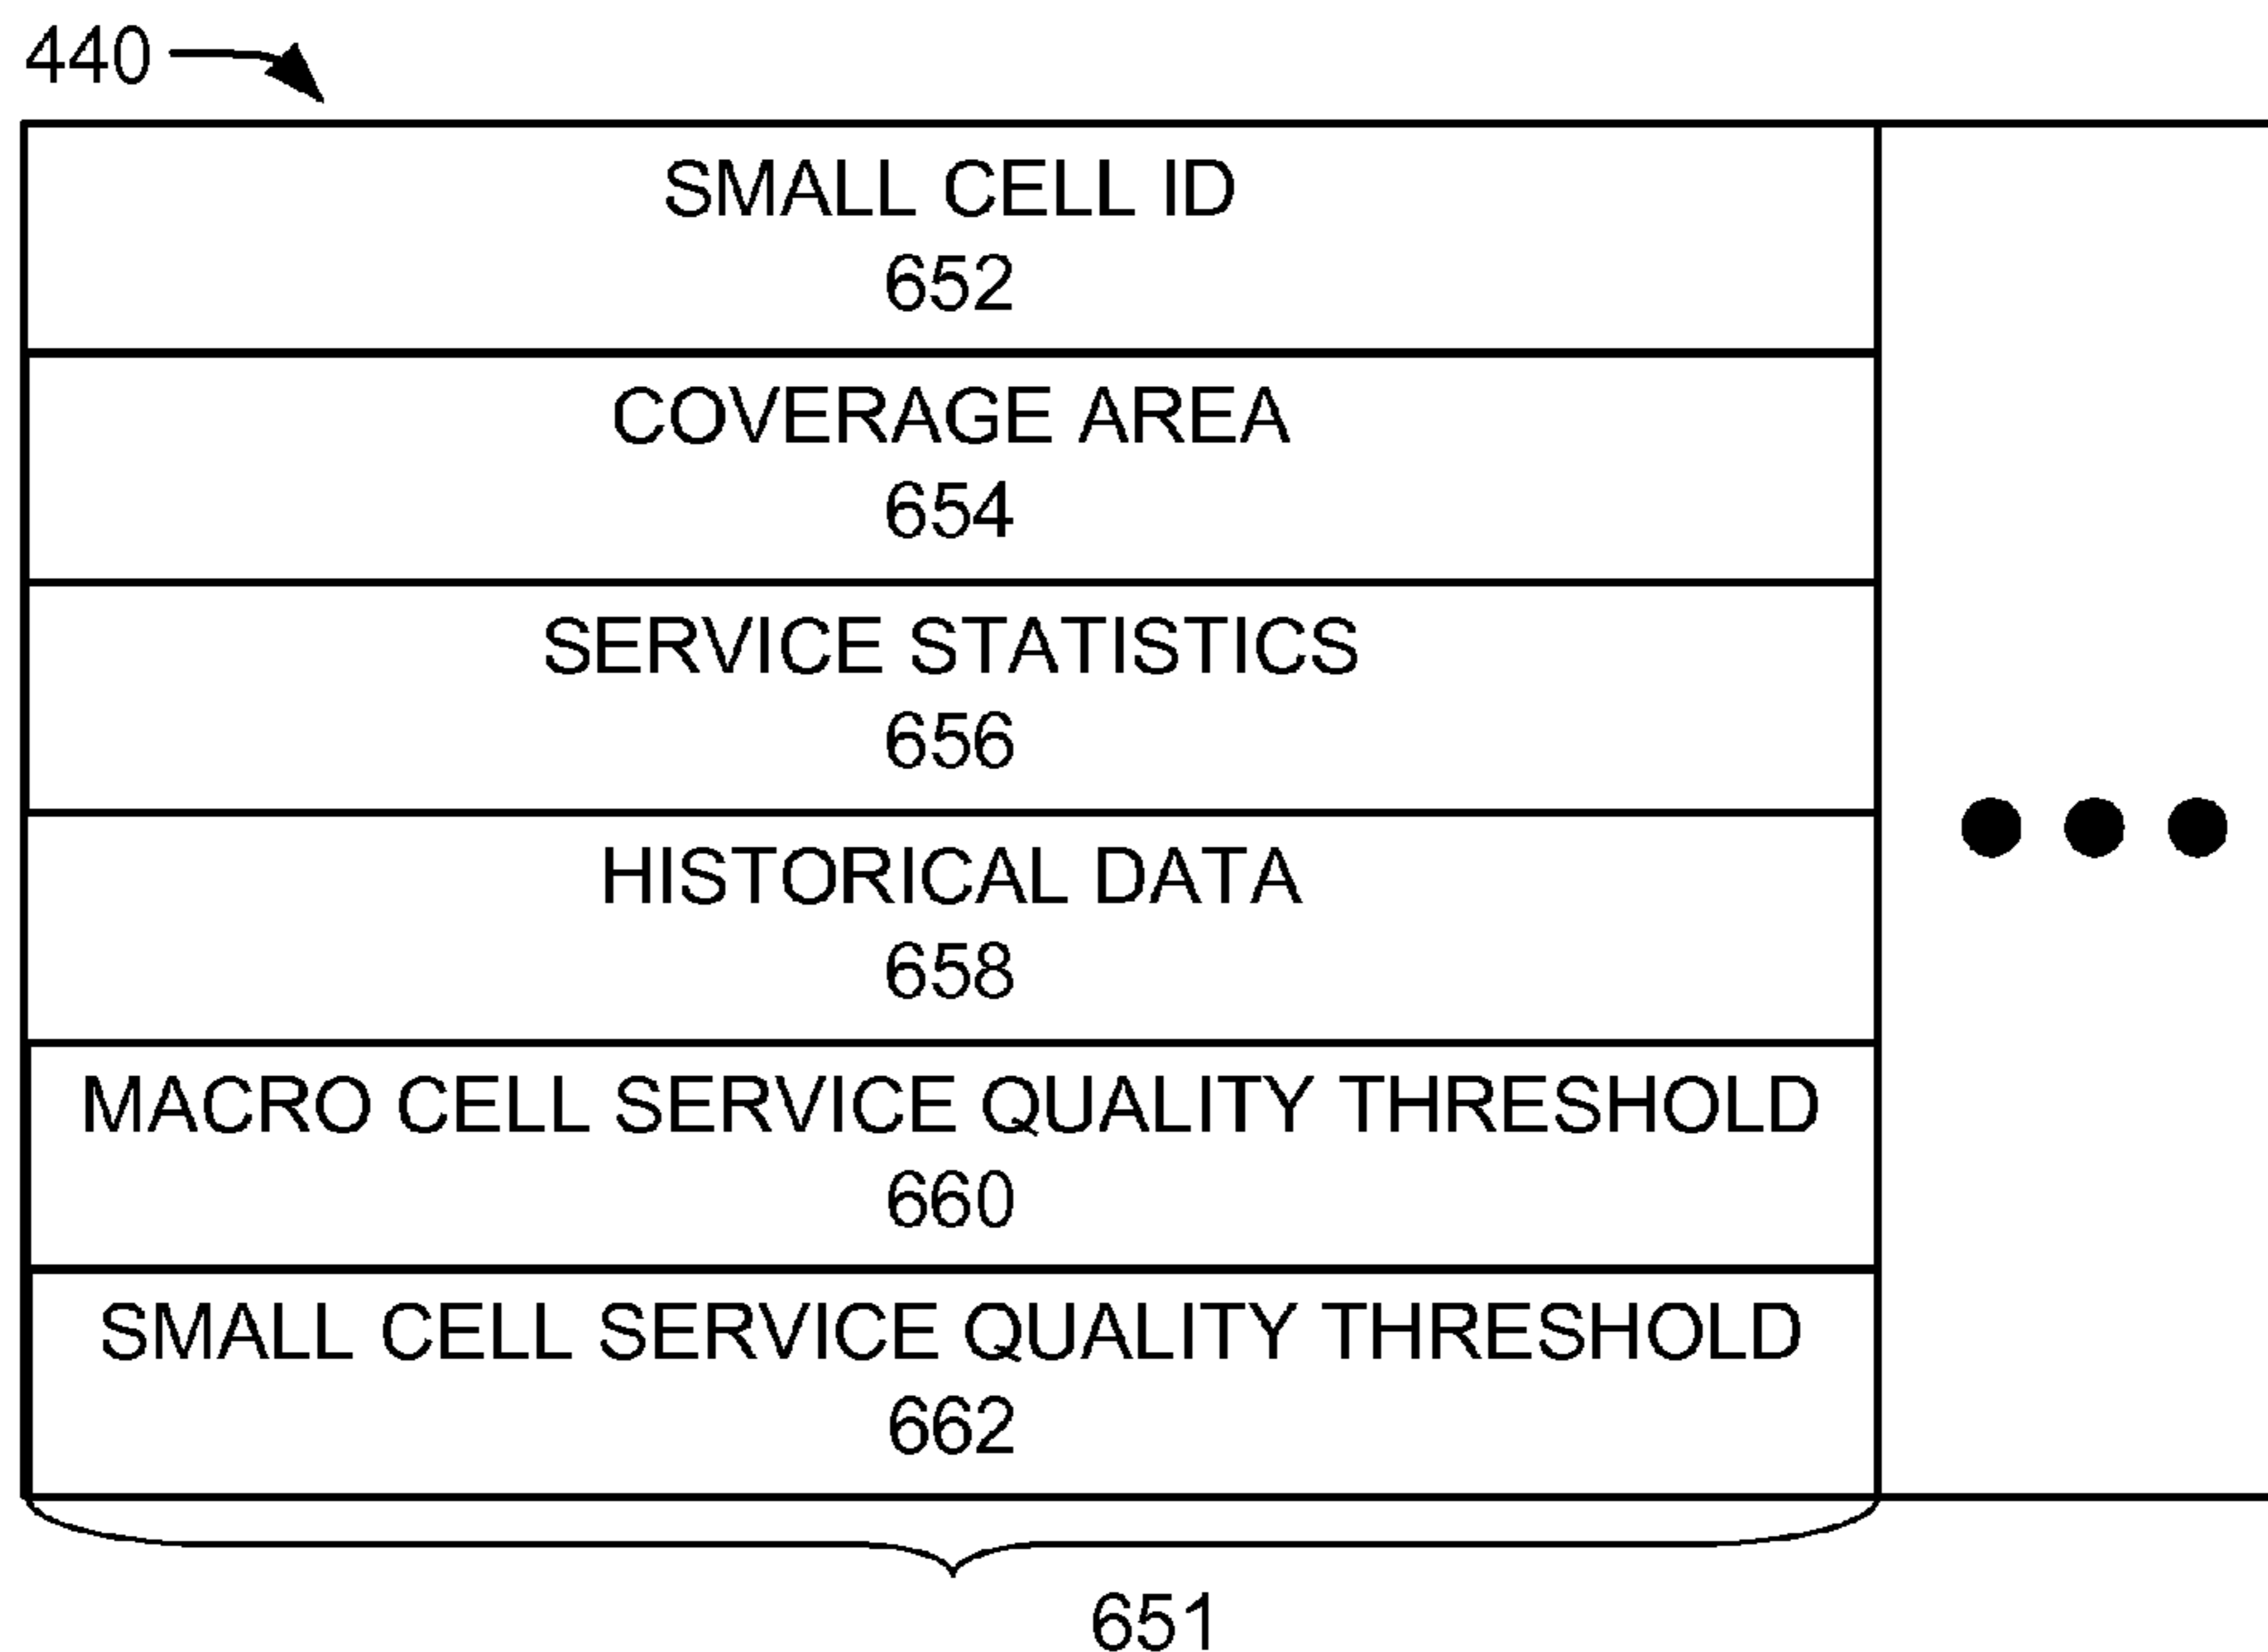 440
SMALL CELL ID
652
COVERAGE AREA
654
SERVICE STATISTICS
656
HISTORICAL DATA
658
MACRO CELL SERVICE QUALITY THRESHOLD
660
SMALL CELL SERVICE QUALITY THRESHOLD
662
651